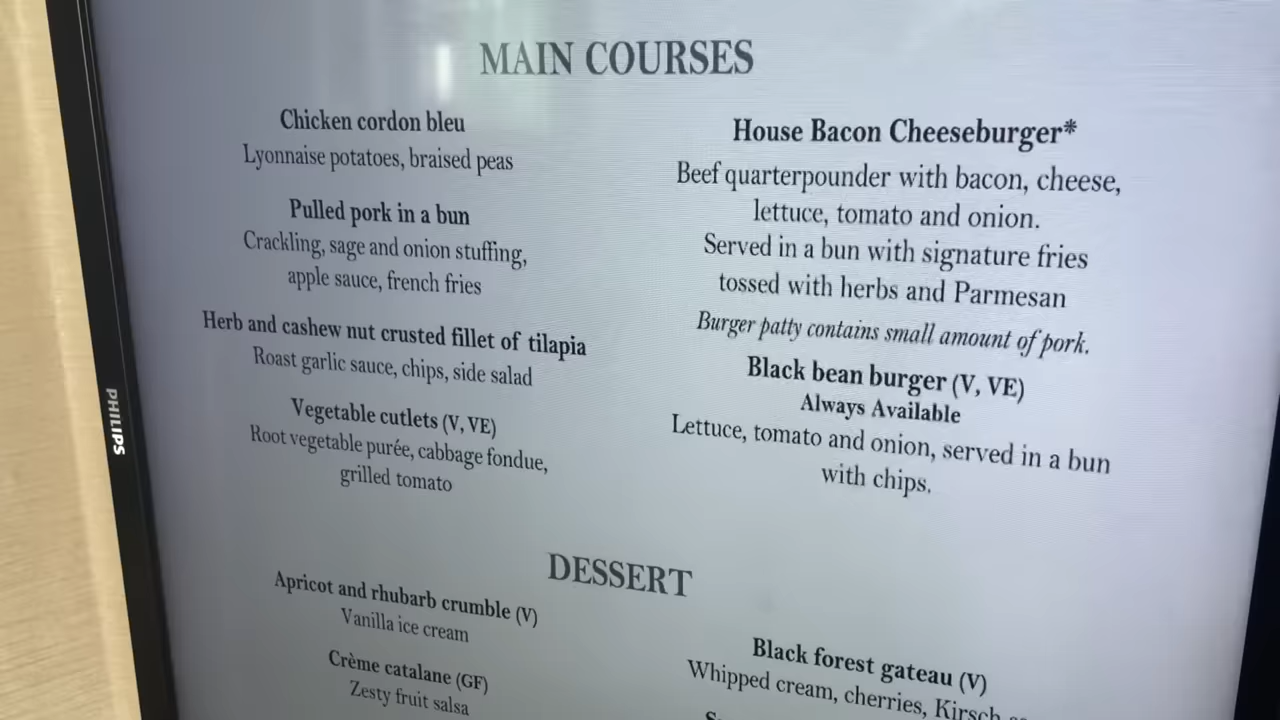 MAIN COURSES
Chicken cordon bleu
Lyonnaise potatoes, braised peas
Pulled pork in a bun
Crackling, sage and onion stuffing,
apple sauce, french fries
Herb and cashew nut crusted fillet of tilapia
Roast garlic sauce, chips, side salad
Vegetable cutlets (V, VE)
Root vegetable purée, cabbage fondue,
grilled tomato
House Bacon Cheeseburger*
Beef quarterpounder with bacon, cheese,
lettuce, tomato and onion.
Served in a bun with signature fries
tossed with herbs and Parmesan
Burger patty contains small amount of pork.
Black bean burger (V, VE)
Always Available
Lettuce, tomato and onion, served in a bun
with chips.
DESSERT
Apricot and rhubarb crumble (V)
Vanilla ice cream
Crème catalane (GF)
Zesty fruit salsa
Black forest gateau (V)
Whipped cream, cherries, Kirsch
PHILIPS